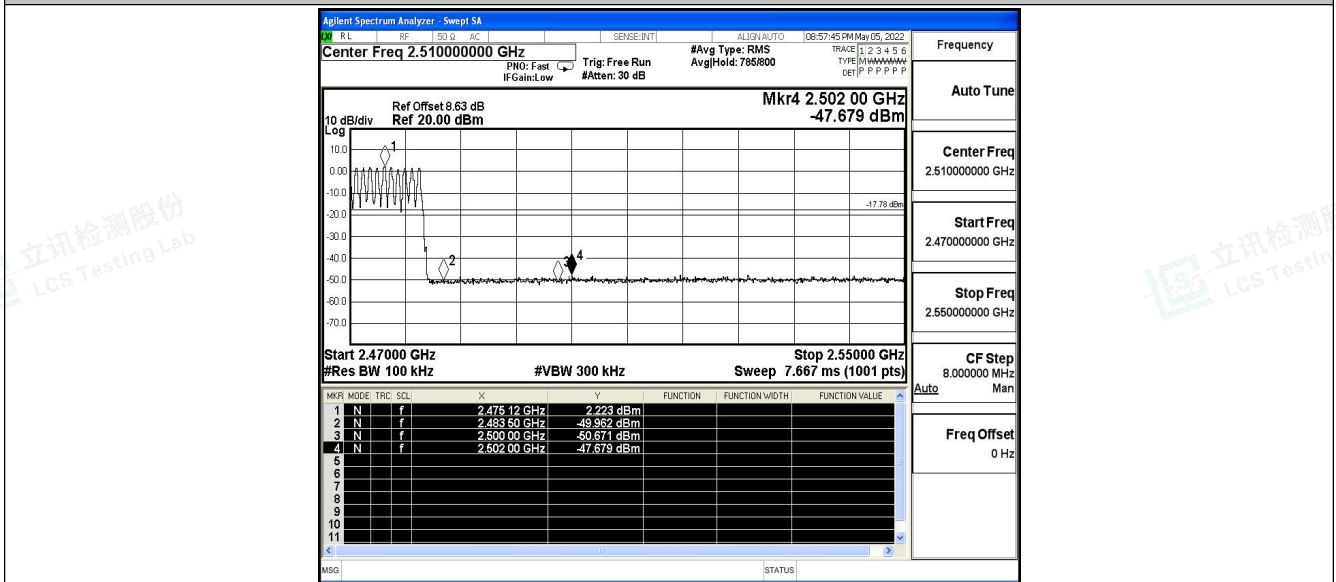 Agilent Spectrum Analyzer - Swept SA
LXI RL RF 50 Ω AC SENSE:INT ALIGN AUTO 08:57:45 PM May 05, 2022
Center Freq 2.510000000 GHz
PNO: Fast
IFGain:Low
Trig: Free Run
#Atten: 30 dB
#Avg Type: RMS
Avg|Hold: 785/800
TRACE 1 2 3 4 5 6
TYPE MWWWWW
DET P P P P P P
Ref Offset 8.63 dB
10 dB/div Ref 20.00 dBm
Log
Mkr4 2.502 00 GHz
-47.679 dBm
10.0
0.00
-10.0
-20.0
-30.0
-40.0
-50.0
-60.0
-70.0
1
2
3
4
-17.78 dBm
Start 2.47000 GHz Stop 2.55000 GHz
#Res BW 100 kHz #VBW 300 kHz Sweep 7.667 ms (1001 pts)
MKR MODE TRC SCL X Y FUNCTION FUNCTION WIDTH FUNCTION VALUE
1 N f 2.475 12 GHz 2.223 dBm
2 N f 2.483 50 GHz -49.962 dBm
3 N f 2.500 00 GHz -50.671 dBm
4 N f 2.502 00 GHz -47.679 dBm
5
6
7
8
9
10
11
MSG STATUS
Frequency
Auto Tune
Center Freq
2.510000000 GHz
Start Freq
2.470000000 GHz
Stop Freq
2.550000000 GHz
CF Step
8.000000 MHz
Auto Man
Freq Offset
0 Hz
立讯检测股份
LCS Testing Lab
LCS
立讯检测股
LCS Testin